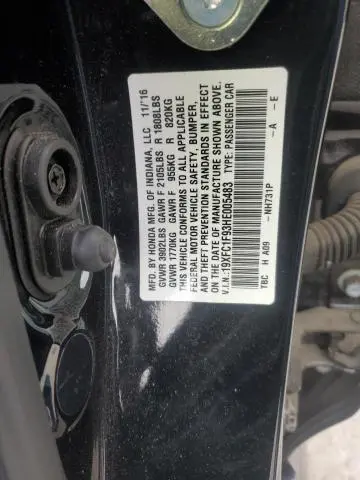 MFD. BY HONDA MFG. OF INDIANA, LLC 11/'16
GVWR 3902LBS GAWR F 2105LBS R 1808LBS
GVWR 1770KG GAWR F 955KG R 820KG
THIS VEHICLE CONFORMS TO ALL APPLICABLE
FEDERAL MOTOR VEHICLE SAFETY, BUMPER,
AND THEFT PREVENTION STANDARDS IN EFFECT
ON THE DATE OF MANUFACTURE SHOWN ABOVE.
V.I.N.: 19XFC1F93HE005483 TYPE: PASSENGER CAR
TBC H A09 -NH731P -A -E